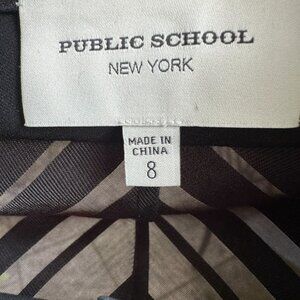 PUBLIC SCHOOL
NEW YORK
MADE IN
CHINA
8